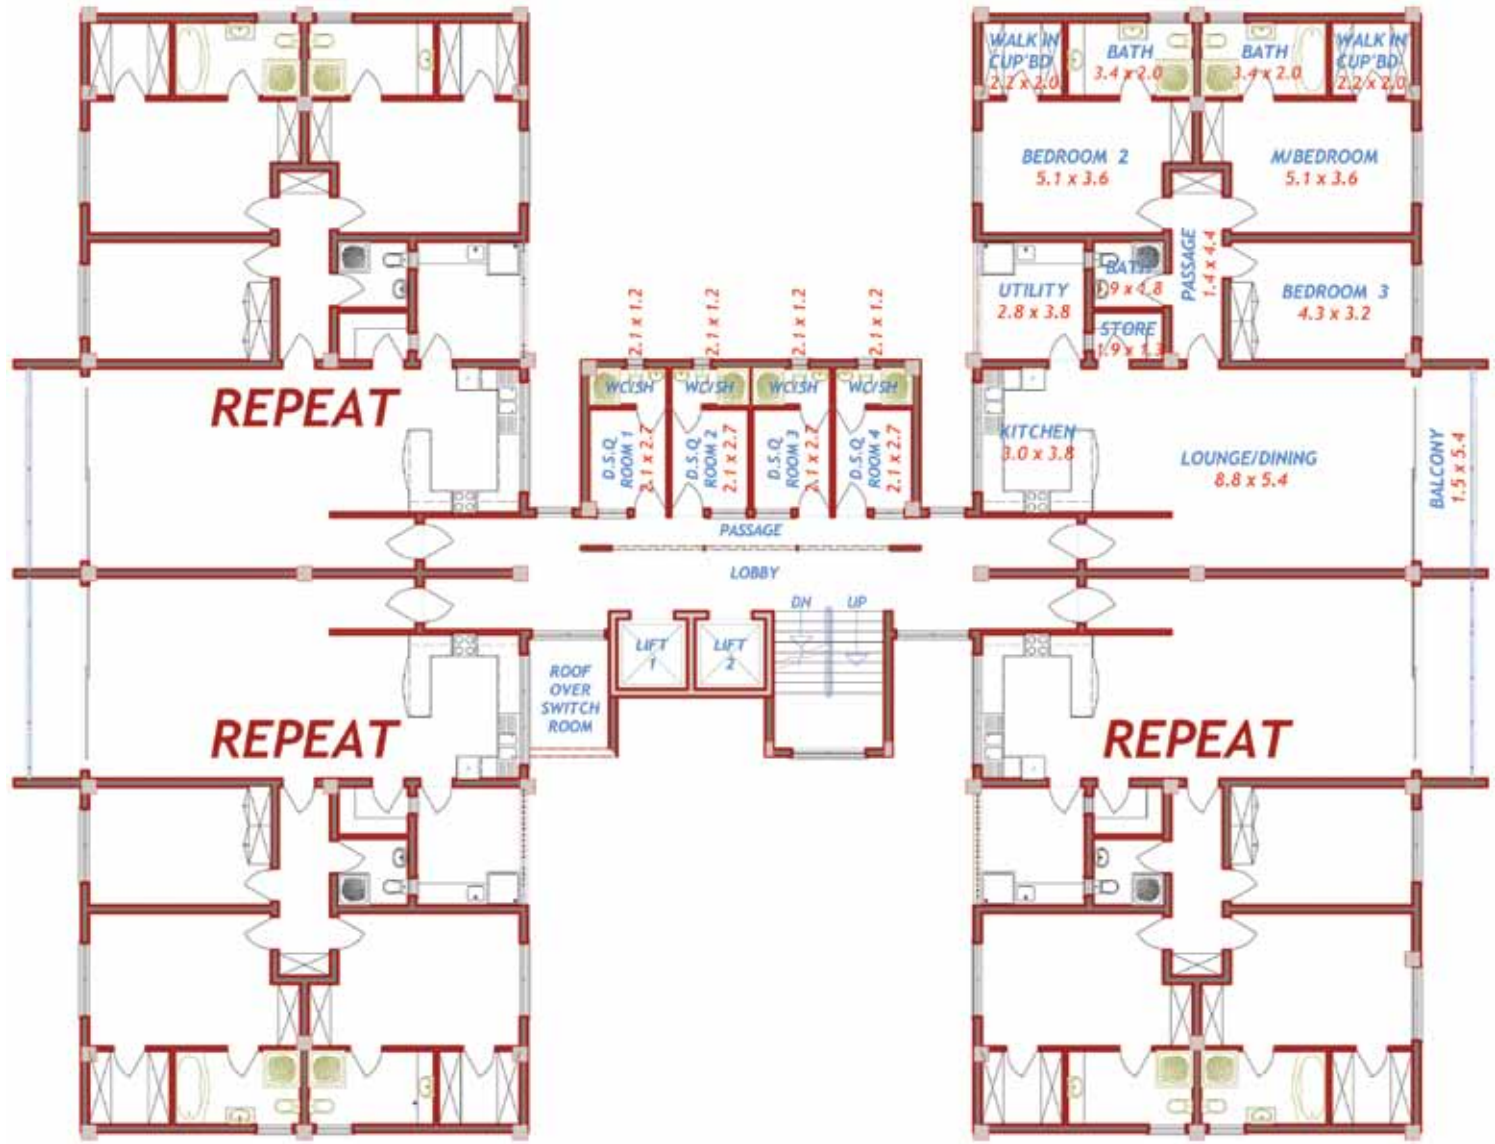 WALK IN
CUP'BD
2.2 x 2.0
BATH
3.4 x 2.0
BATH
3.4 x 2.0
WALK IN
CUP'BD
2.2 x 2.0
BEDROOM 2
5.1 x 3.6
M/BEDROOM
5.1 x 3.6
PASSAGE
1.4 x 4.4
UTILITY
2.8 x 3.8
BATH
1.9 x 1.8
BEDROOM 3
4.3 x 3.2
STORE
1.9 x 1.3
2.1 x 1.2
2.1 x 1.2
2.1 x 1.2
2.1 x 1.2
WC/SH
WC/SH
WC/SH
WC/SH
REPEAT
D.S.Q
ROOM 1
2.1 x 2.7
D.S.Q
ROOM 2
2.1 x 2.7
D.S.Q
ROOM 3
2.1 x 2.7
D.S.Q
ROOM 4
2.1 x 2.7
KITCHEN
3.0 x 3.8
LOUNGE/DINING
8.8 x 5.4
BALCONY
1.5 x 5.4
PASSAGE
LOBBY
DN
UP
LIFT
1
LIFT
2
ROOF
OVER
SWITCH
ROOM
REPEAT
REPEAT